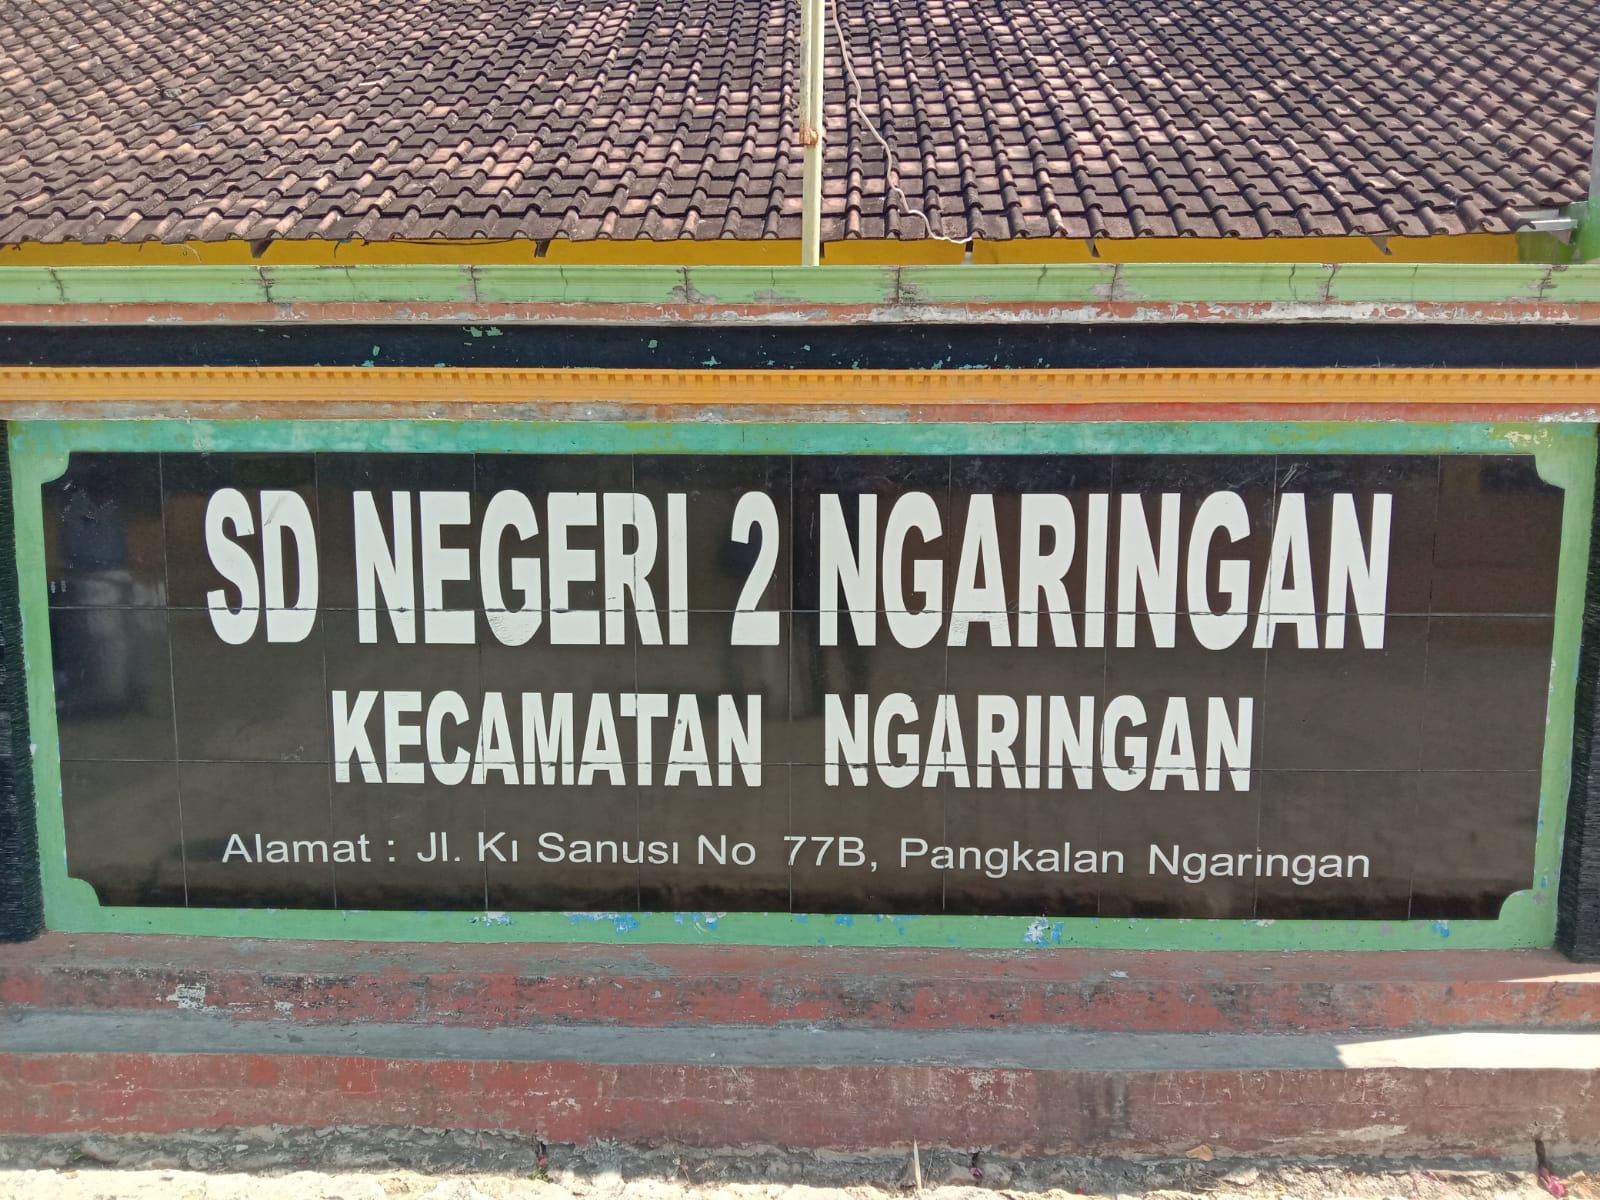 SD NEGERI 2 NGARINGAN
KECAMATAN NGARINGAN
Alamat : Jl. Ki Sanusi No 77B, Pangkalan Ngaringan